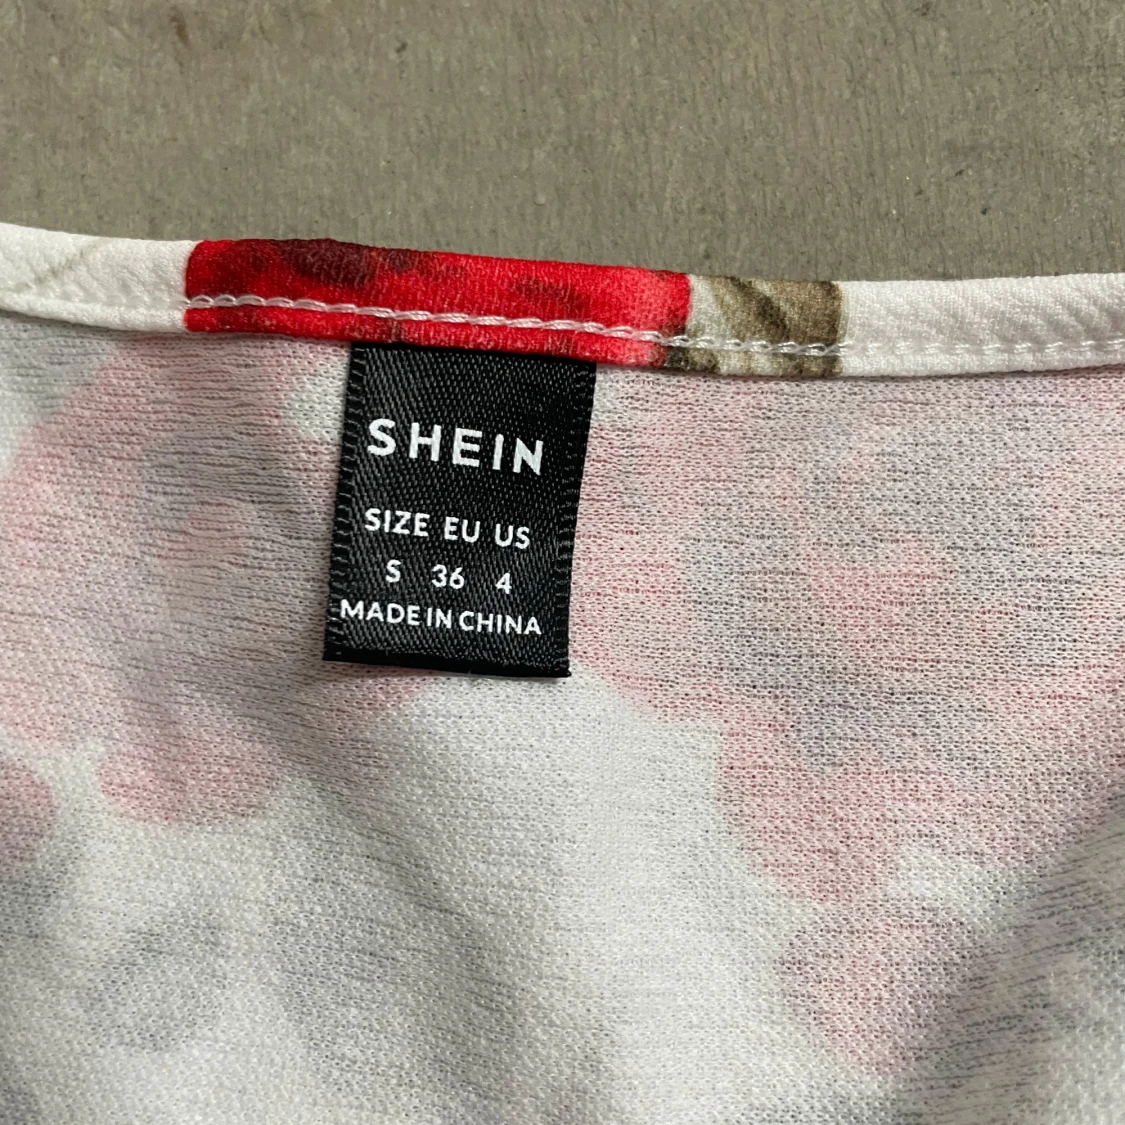 SHEIN
SIZE EU US
S 36 4
MADE IN CHINA